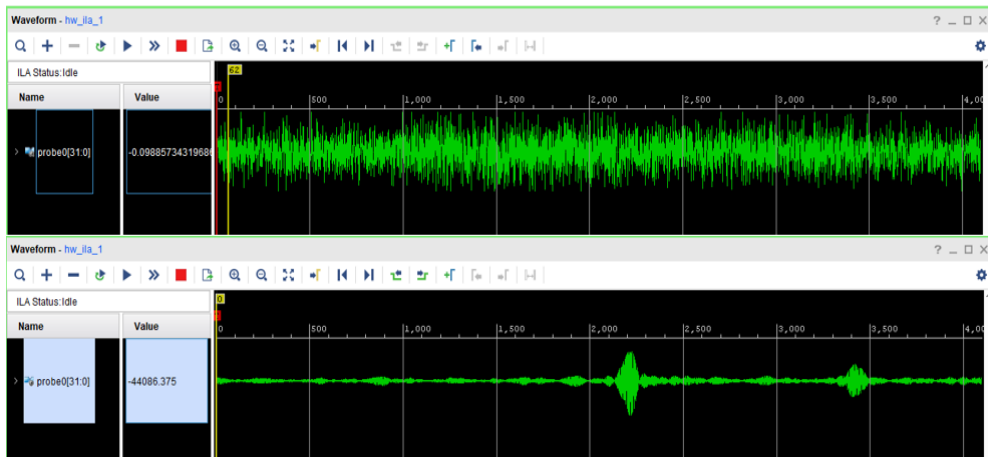 Waveform - hw_ila_1
ILA Status:Idle
Name Value
62
0 500 1,000 1,500 2,000 2,500 3,000 3,500 4,0
probe0[31:0] -0.0988573431968
Waveform - hw_ila_1
ILA Status:Idle
Name Value
0
0 500 1,000 1,500 2,000 2,500 3,000 3,500 4,00
probe0[31:0] -44086.375